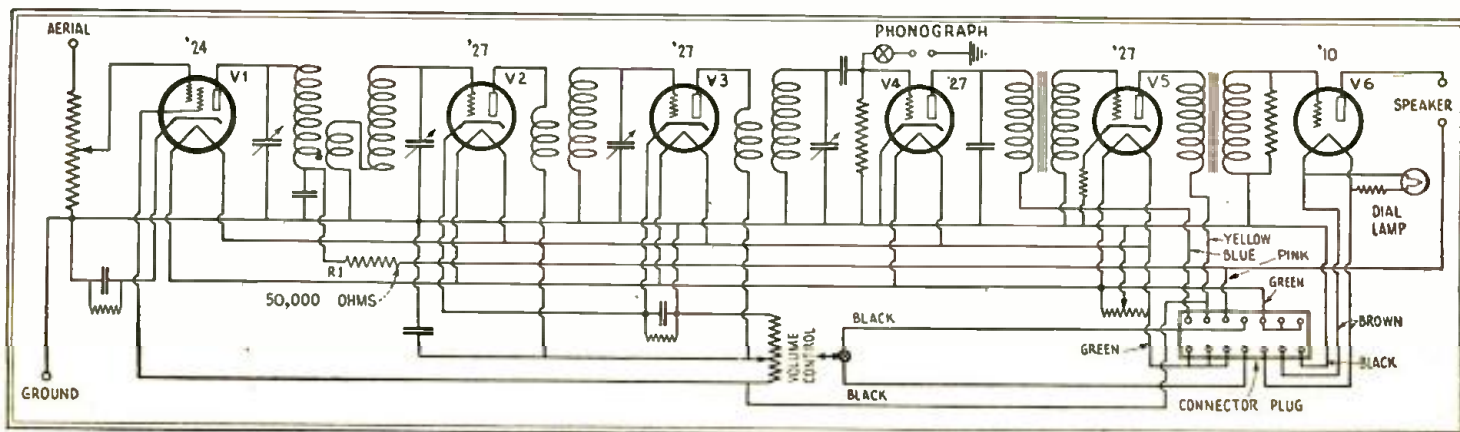 AERIAL
'24
V1
'27
V2
'27
V3
PHONOGRAPH
V4
'27
'27
V5
'10
V6
SPEAKER
DIAL
LAMP
R1
50,000 OHMS
YELLOW
BLUE
PINK
GREEN
BLACK
VOLUME
CONTROL
BLACK
GREEN
BROWN
BLACK
CONNECTOR PLUG
GROUND